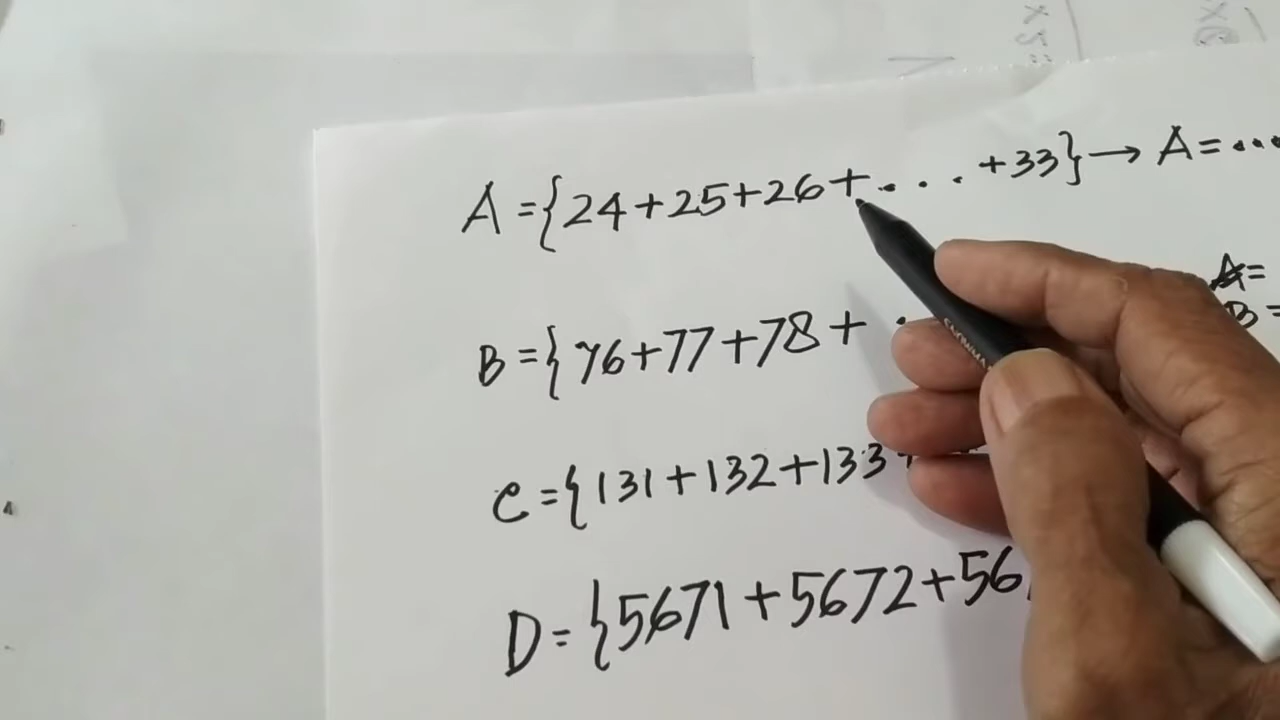 A = {24+25+26+... +33} → A = ...
A =
B = {76+77+78+ .
B =
C = {131+132+133+
D = {5671+5672+56